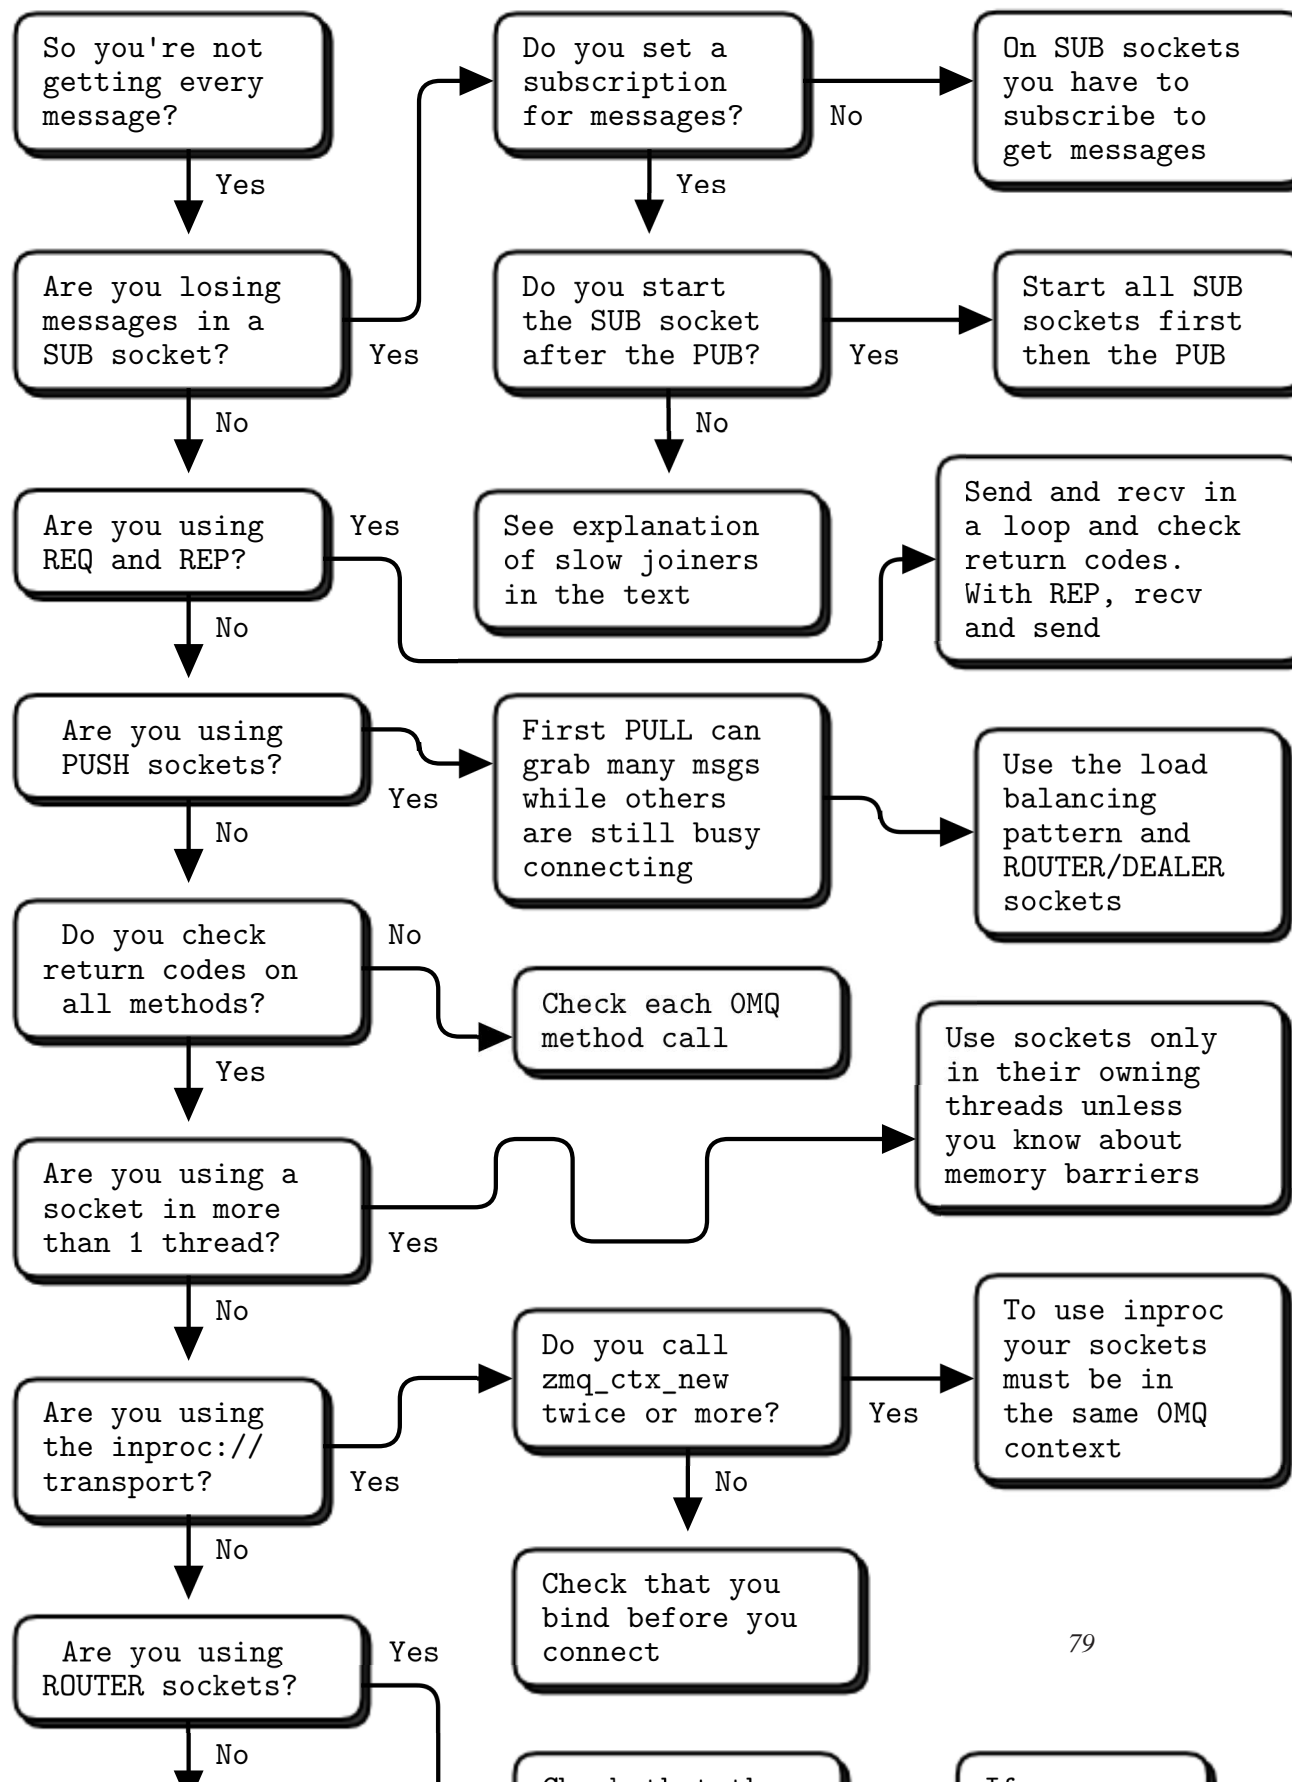 So you're not
getting every
message?
Yes
Do you set a
subscription
for messages?
No
Yes
On SUB sockets
you have to
subscribe to
get messages
Are you losing
messages in a
SUB socket?
Yes
No
Do you start
the SUB socket
after the PUB?
Yes
No
Start all SUB
sockets first
then the PUB
Are you using
REQ and REP?
Yes
No
See explanation
of slow joiners
in the text
Send and recv in
a loop and check
return codes.
With REP, recv
and send
Are you using
PUSH sockets?
Yes
No
First PULL can
grab many msgs
while others
are still busy
connecting
Use the load
balancing
pattern and
ROUTER/DEALER
sockets
Do you check
return codes on
all methods?
No
Yes
Check each 0MQ
method call
Use sockets only
in their owning
threads unless
you know about
memory barriers
Are you using a
socket in more
than 1 thread?
Yes
No
Do you call
zmq_ctx_new
twice or more?
Yes
No
To use inproc
your sockets
must be in
the same 0MQ
context
Are you using
the inproc://
transport?
Yes
No
Check that you
bind before you
connect
79
Are you using
ROUTER sockets?
Yes
No